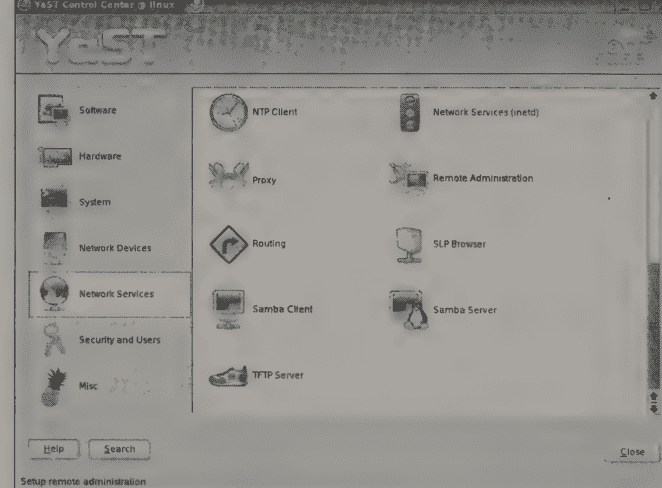 YaST Control Center @ linux
YaST
Software
Hardware
System
Network Devices
Network Services
Security and Users
Misc
NTP Client
Network Services (inetd)
Proxy
Remote Administration
Routing
SLP Browser
Samba Client
Samba Server
TFTP Server
Help
Search
Close
Setup remote administration